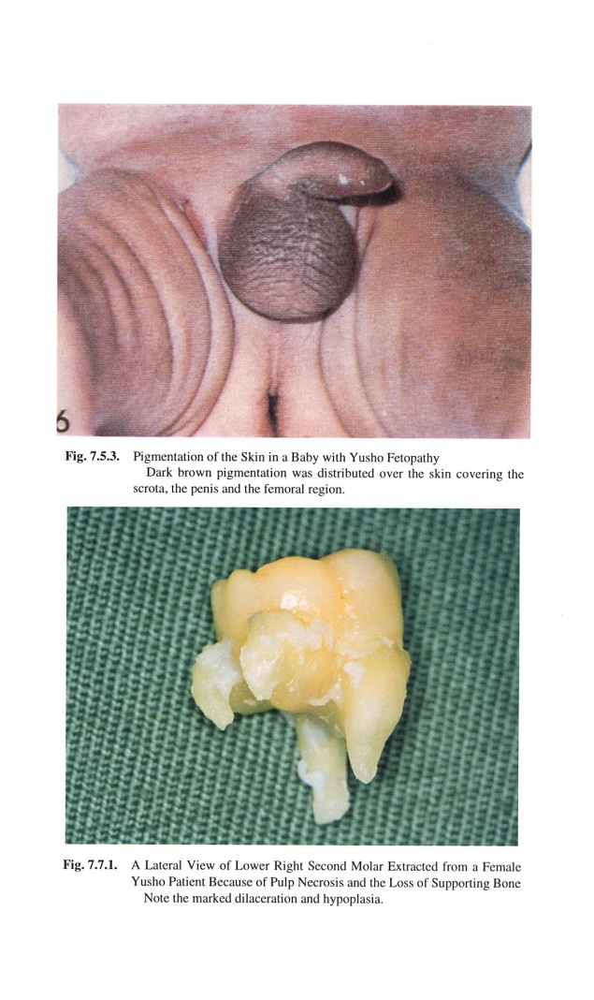 6
Fig. 7.5.3. Pigmentation of the Skin in a Baby with Yusho Fetopathy
Dark brown pigmentation was distributed over the skin covering the
scrota, the penis and the femoral region.
Fig. 7.7.1. A Lateral View of Lower Right Second Molar Extracted from a Female
Yusho Patient Because of Pulp Necrosis and the Loss of Supporting Bone
Note the marked dilaceration and hypoplasia.